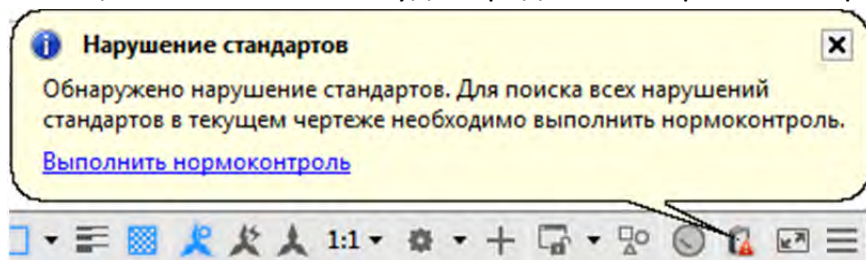 Нарушение стандартов
Обнаружено нарушение стандартов. Для поиска всех нарушений
стандартов в текущем чертеже необходимо выполнить нормоконтроль.
Выполнить нормоконтроль
1:1